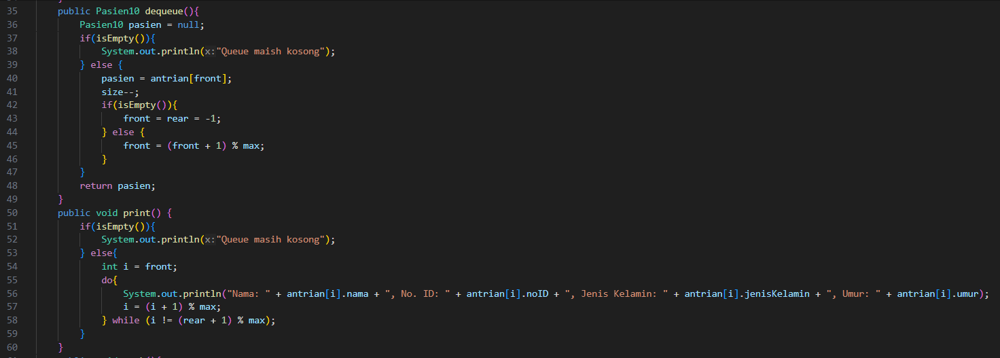 35 public Pasien10 dequeue(){
36 Pasien10 pasien = null;
37 if(isEmpty()){
38 System.out.println(x:"Queue maish kosong");
39 } else {
40 pasien = antrian[front];
41 size--;
42 if(isEmpty()){
43 front = rear = -1;
44 } else {
45 front = (front + 1) % max;
46 }
47 }
48 return pasien;
49 }
50 public void print() {
51 if(isEmpty()){
52 System.out.println(x:"Queue masih kosong");
53 } else{
54 int i = front;
55 do{
56 System.out.println("Nama: " + antrian[i].nama + ", No. ID: " + antrian[i].noID + ", Jenis Kelamin: " + antrian[i].jenisKelamin + ", Umur: " + antrian[i].umur);
57 i = (i + 1) % max;
58 } while (i != (rear + 1) % max);
59 }
60 }